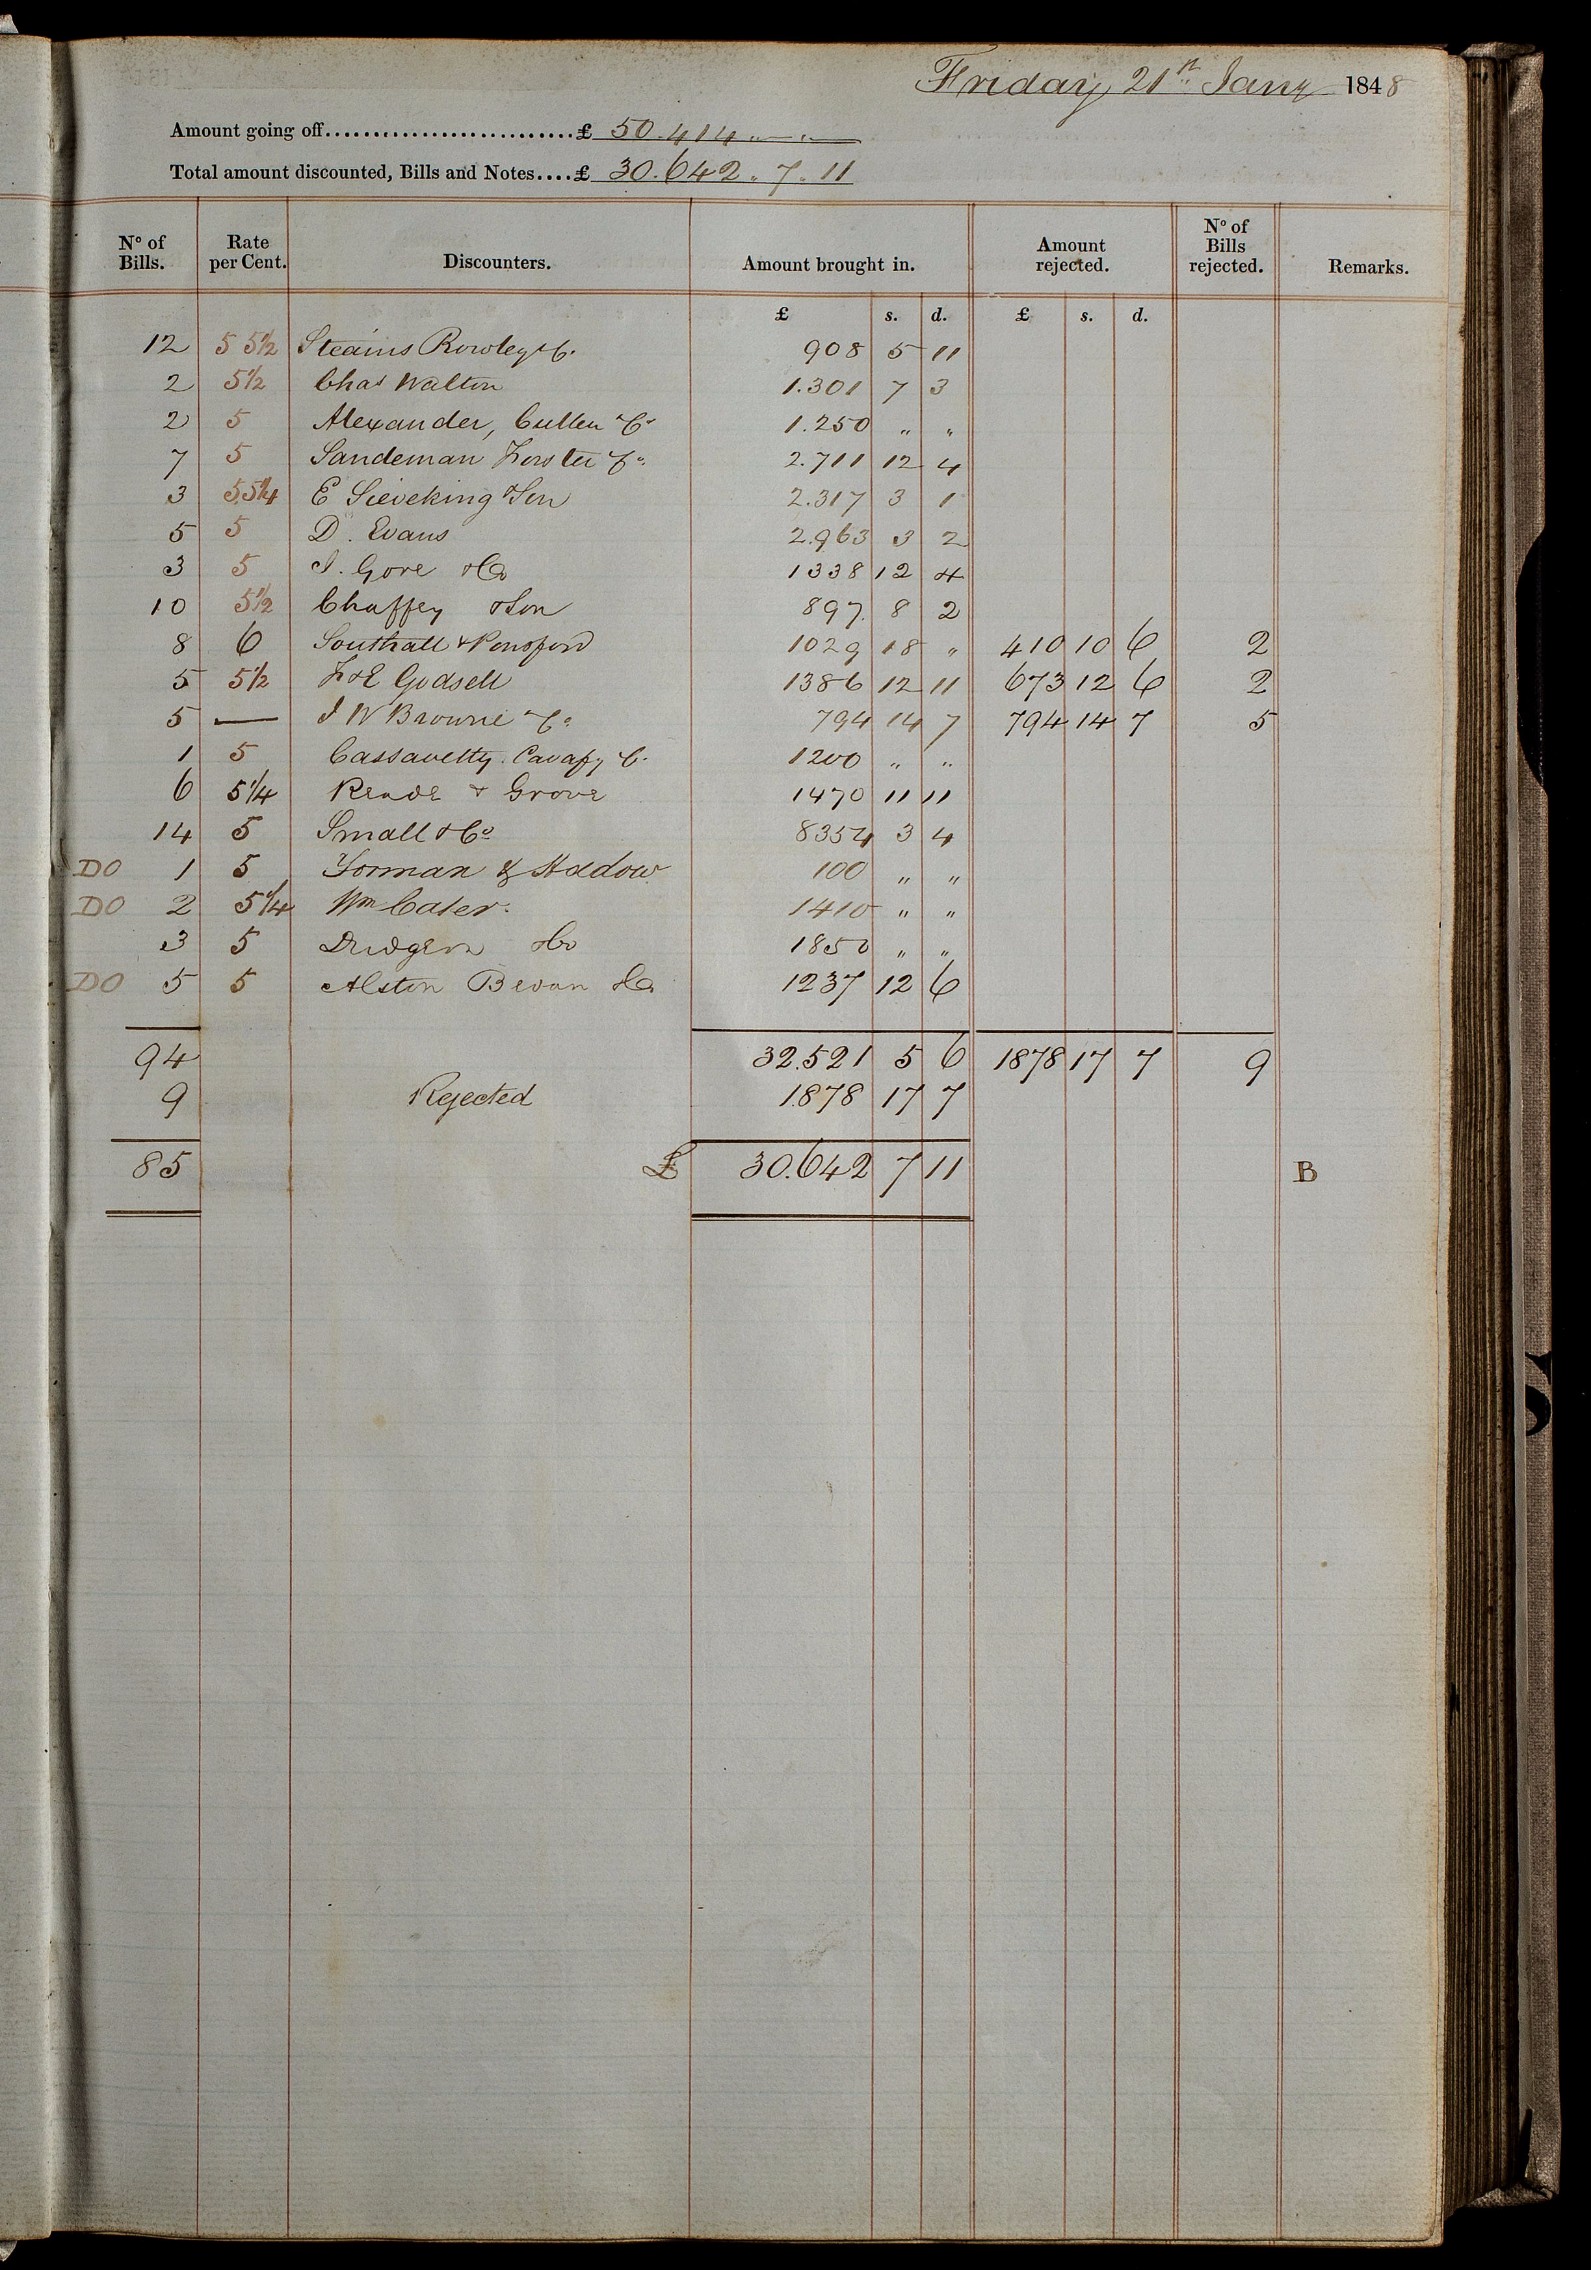 Friday 21st Jany 1848
Amount going off..........................£ 50.414 " — "
Total amount discounted, Bills and Notes....£ 30.642 " 7 " 11
No of Bills. Rate per Cent. Discounters. Amount brought in. Amount rejected. No of Bills rejected. Remarks.
£ s. d. £ s. d.
12 5 5½ Steains Rowley & Co. 908 5 11
2 5½ Chas Walton 1.301 7 3
2 5 Alexander, Cullen & Co 1.250 " "
7 5 Sandeman Forster & Co 2.711 12 4
3 5.5¼ E Sieveking & Son 2.317 3 1
5 5 D. Evans 2.963 3 2
3 5 J. Gore & Co 1338 12 4
10 5½ Chaffey & Son 897 8 2
8 6 Southall & Ponsford 1029 18 " 410 10 6 2
5 5½ F & E Godsell 1386 12 11 673 12 6 2
5 — J W Browne & Co 794 14 7 794 14 7 5
1 5 Cassavetty. Cavafy & Co. 1200 " "
6 5¼ & Grove 1470 11 11
14 5 Small & Co 8354 3 4
DO 1 5 Forman & Hadow 100 " "
DO 2 5¼ Wm Cater. 1410 " "
3 5 Dudgeon & Co 1850 " "
DO 5 5 Alston Bevan & Co 1237 12 6
94 32.521 5 6 1878 17 7 9
9 Rejected 1.878 17 7
85 £ 30.642 7 11 B